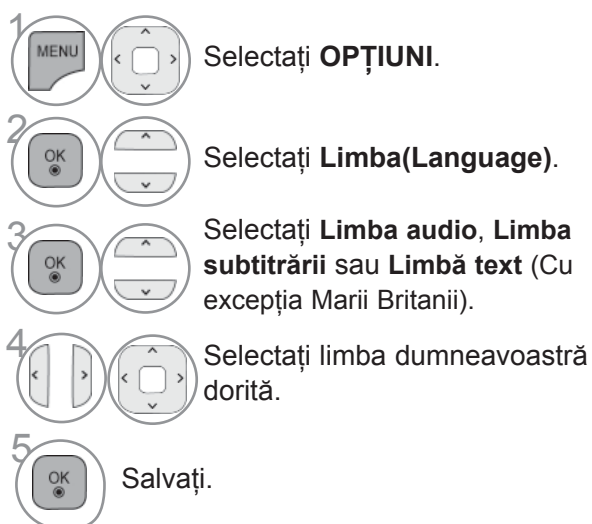 1
MENU
Selectați OPȚIUNI.
2
OK
Selectați Limba(Language).
3
OK
Selectați Limba audio, Limba
subtitrării sau Limbă text (Cu
excepția Marii Britanii).
4
Selectați limba dumneavoastră
dorită.
5
OK
Salvați.